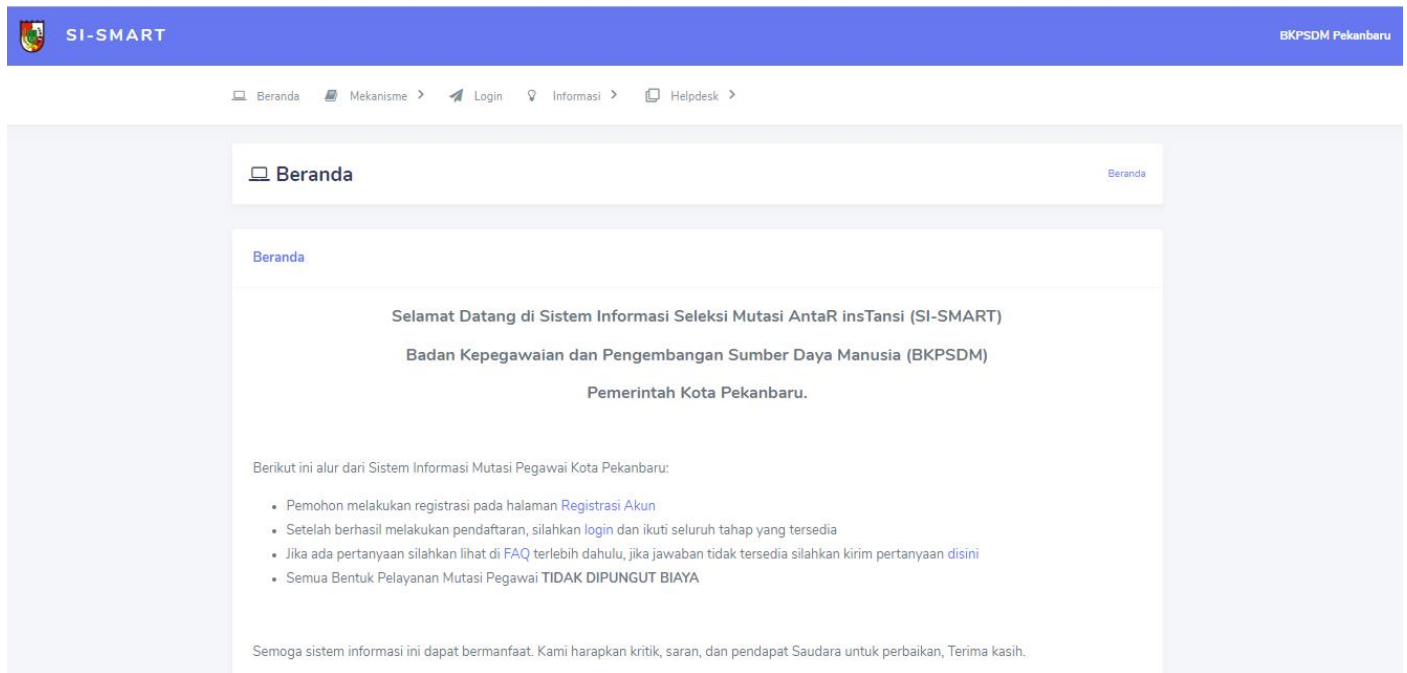 SI-SMART
BKPSDM Pekanbaru
Beranda
Mekanisme >
Login
Informasi >
Helpdesk >
Beranda
Beranda
Beranda
Selamat Datang di Sistem Informasi Seleksi Mutasi AntaR insTansi (SI-SMART)
Badan Kepegawaian dan Pengembangan Sumber Daya Manusia (BKPSDM)
Pemerintah Kota Pekanbaru.
Berikut ini alur dari Sistem Informasi Mutasi Pegawai Kota Pekanbaru:
• Pemohon melakukan registrasi pada halaman Registrasi Akun
• Setelah berhasil melakukan pendaftaran, silahkan login dan ikuti seluruh tahap yang tersedia
• Jika ada pertanyaan silahkan lihat di FAQ terlebih dahulu, jika jawaban tidak tersedia silahkan kirim pertanyaan disini
• Semua Bentuk Pelayanan Mutasi Pegawai TIDAK DIPUNGUT BIAYA
Semoga sistem informasi ini dapat bermanfaat. Kami harapkan kritik, saran, dan pendapat Saudara untuk perbaikan, Terima kasih.